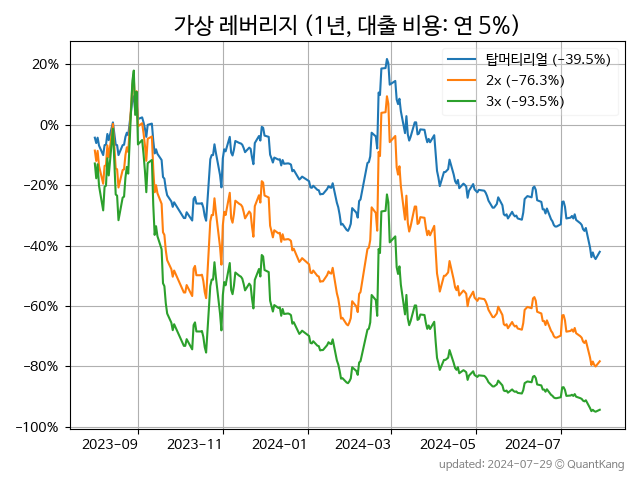 가상 레버리지 (1년, 대출 비용: 연 5%)
탑머티리얼 (−39.5%)
2x (−76.3%)
3x (−93.5%)
20%
0%
−20%
−40%
−60%
−80%
−100%
2023-09 2023-11 2024-01 2024-03 2024-05 2024-07
updated: 2024-07-29 © QuantKang